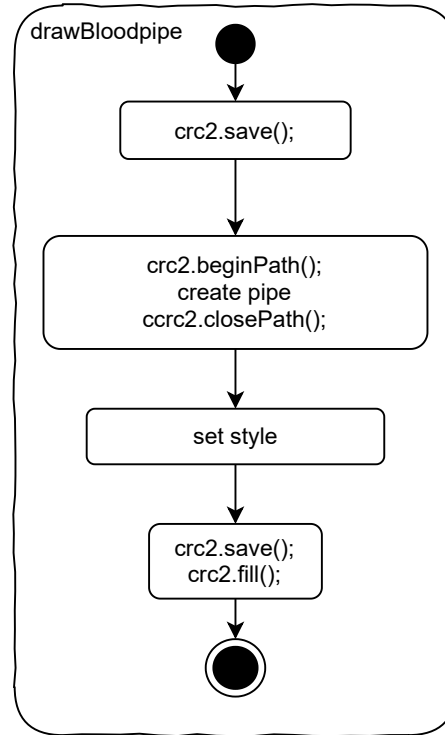 drawBloodpipe
crc2.save();
crc2.beginPath();
create pipe
ccrc2.closePath();
set style
crc2.save();
crc2.fill();